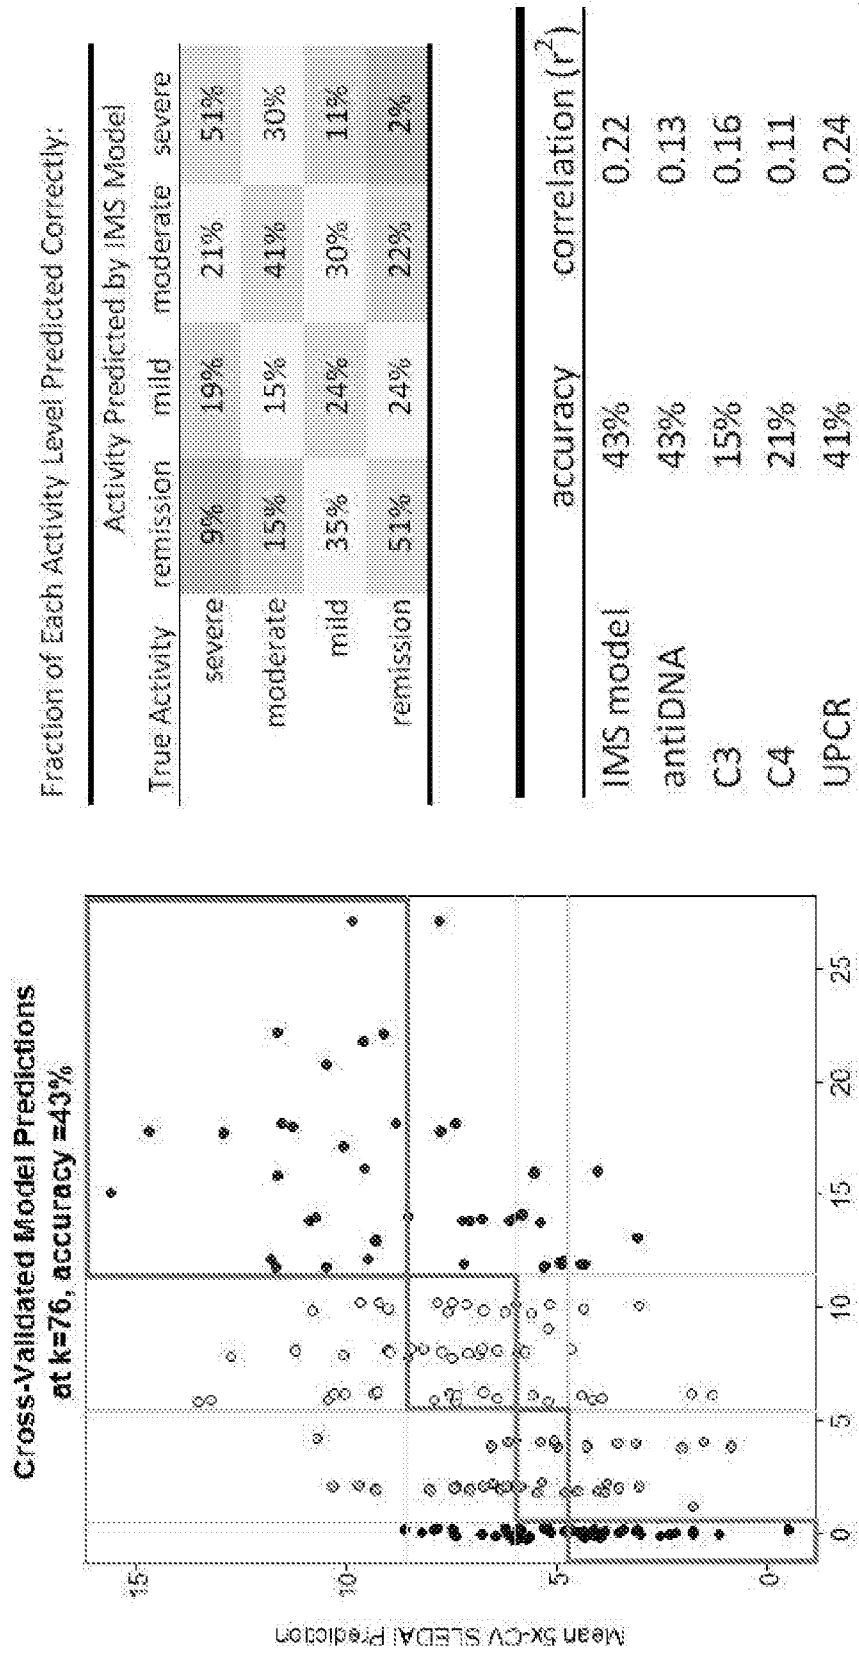 Cross-Validated Model Predictions
at k=76, accuracy =43%
Mean 5x-CV SLEDAI Prediction
15
10
5
0
0
5
10
15
20
25
Fraction of Each Activity Level Predicted Correctly:
Activity Predicted by IMS Model
True Activity remission mild moderate severe
severe 9% 19% 21% 51%
moderate 15% 15% 41% 30%
mild 35% 24% 30% 11%
remission 51% 24% 22% 2%
accuracy correlation (r²)
IMS model 43% 0.22
antiDNA 43% 0.13
C3 15% 0.16
C4 21% 0.11
UPCR 41% 0.24